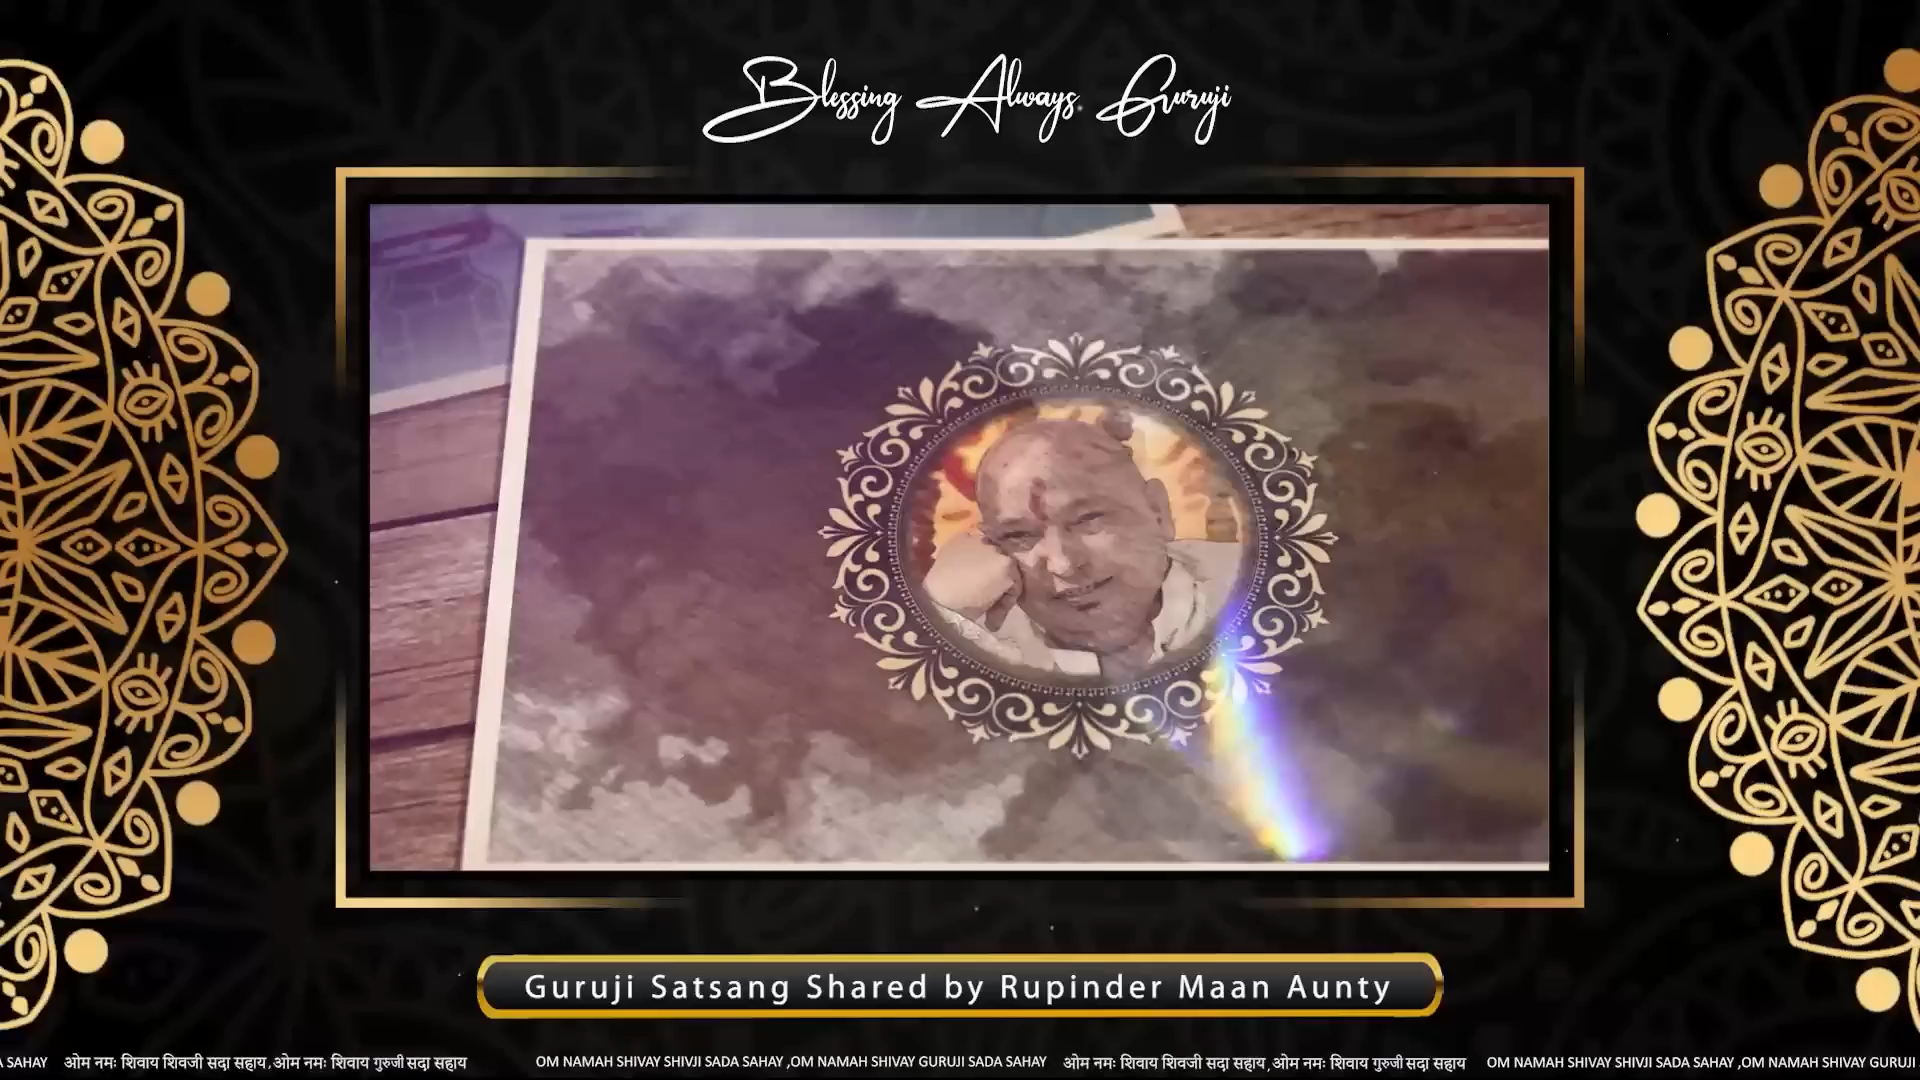 Blessing Always Guruji
Guruji Satsang Shared by Rupinder Maan Aunty
A SAHAY ओम नमः शिवाय शिवजी सदा सहाय,ओम नमः शिवाय गुरुजी सदा सहाय OM NAMAH SHIVAY SHIVJI SADA SAHAY ,OM NAMAH SHIVAY GURUJI SADA SAHAY ओम नमः शिवाय शिवजी सदा सहाय,ओम नमः शिवाय गुरुजी सदा सहाय OM NAMAH SHIVAY SHIVJI SADA SAHAY ,OM NAMAH SHIVAY GURUJI